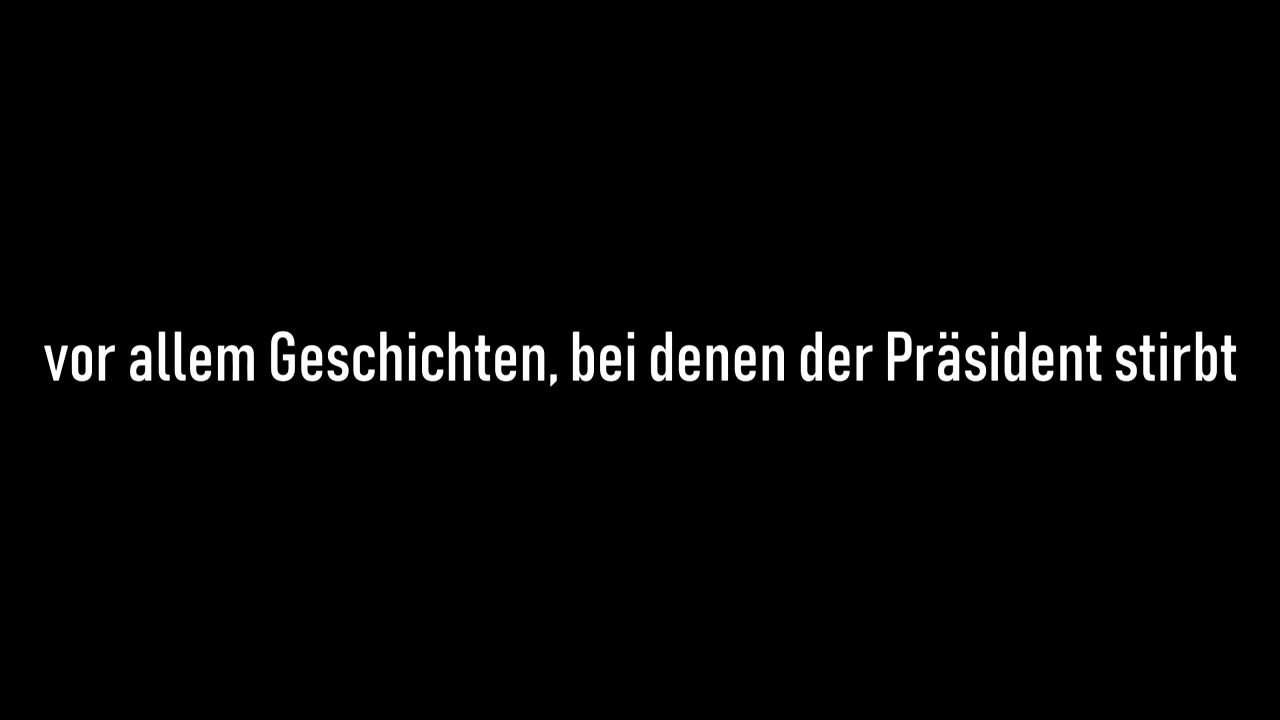 vor allem Geschichten, bei denen der Präsident stirbt